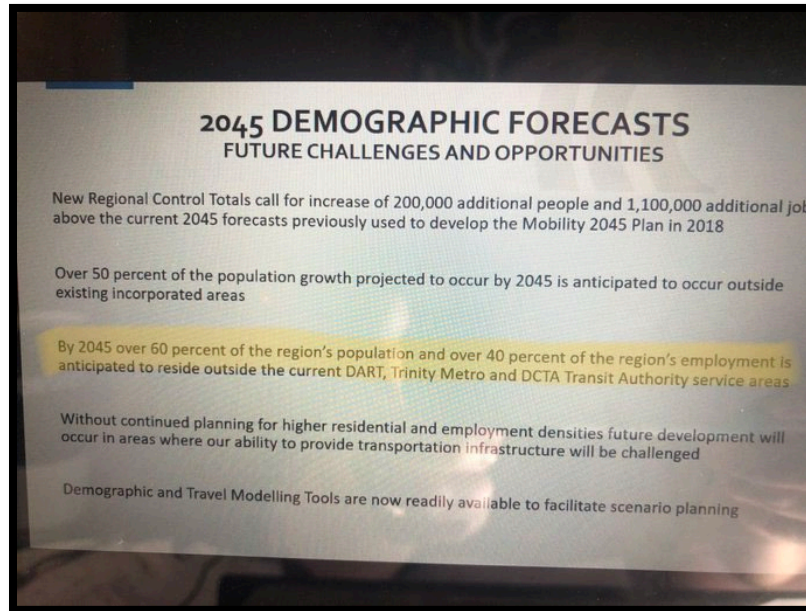 2045 DEMOGRAPHIC FORECASTS
FUTURE CHALLENGES AND OPPORTUNITIES
New Regional Control Totals call for increase of 200,000 additional people and 1,100,000 additional job
above the current 2045 forecasts previously used to develop the Mobility 2045 Plan in 2018
Over 50 percent of the population growth projected to occur by 2045 is anticipated to occur outside
existing incorporated areas
By 2045 over 60 percent of the region's population and over 40 percent of the region's employment is
anticipated to reside outside the current DART, Trinity Metro and DCTA Transit Authority service areas
Without continued planning for higher residential and employment densities future development will
occur in areas where our ability to provide transportation infrastructure will be challenged
Demographic and Travel Modelling Tools are now readily available to facilitate scenario planning